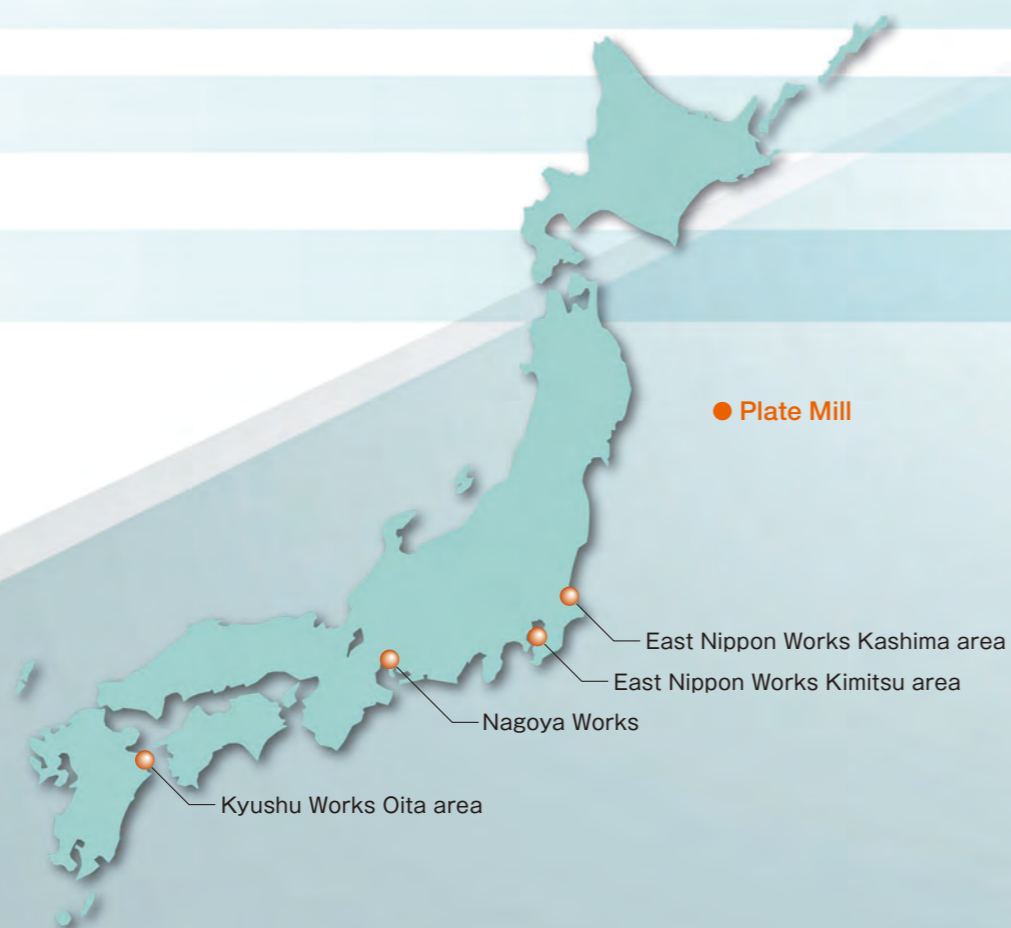 ● Plate Mill
East Nippon Works Kashima area
East Nippon Works Kimitsu area
Nagoya Works
Kyushu Works Oita area